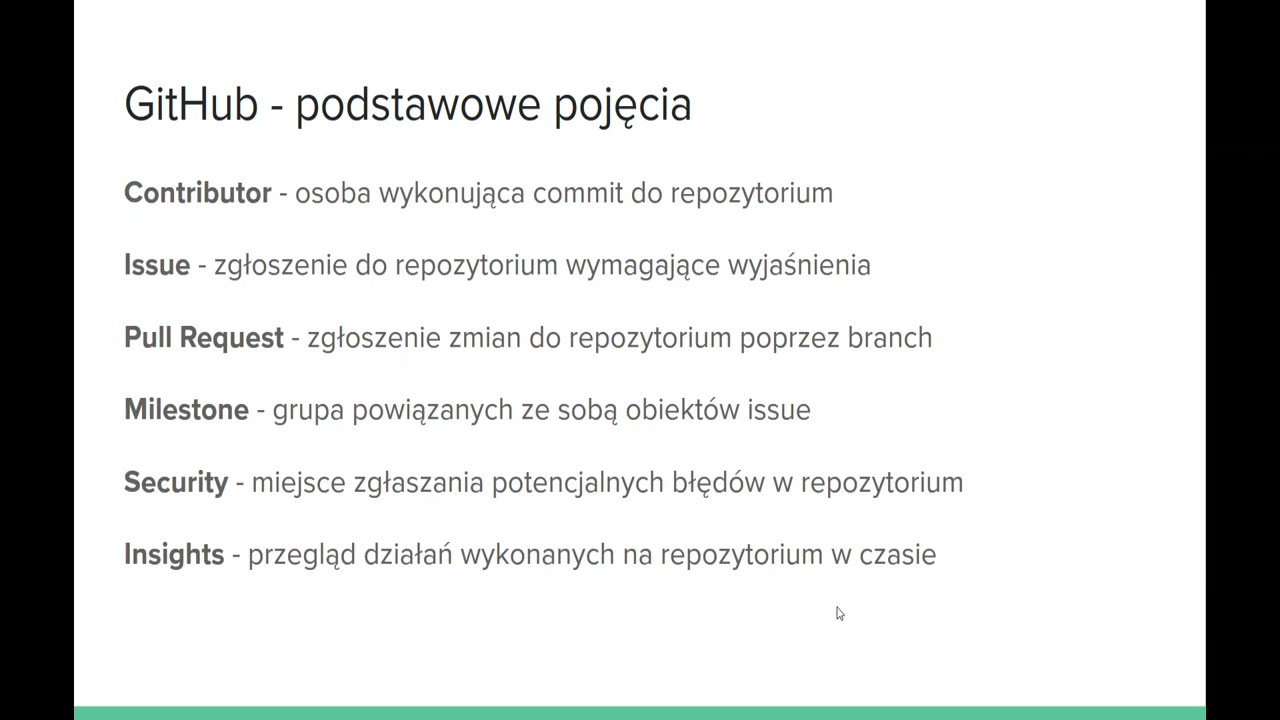 GitHub - podstawowe pojęcia
Contributor - osoba wykonująca commit do repozytorium
Issue - zgłoszenie do repozytorium wymagające wyjaśnienia
Pull Request - zgłoszenie zmian do repozytorium poprzez branch
Milestone - grupa powiązanych ze sobą obiektów issue
Security - miejsce zgłaszania potencjalnych błędów w repozytorium
Insights - przegląd działań wykonanych na repozytorium w czasie